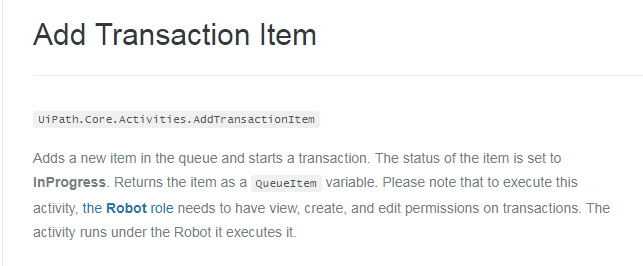 Add Transaction Item
UiPath.Core.Activities.AddTransactionItem
Adds a new item in the queue and starts a transaction. The status of the item is set to
InProgress. Returns the item as a QueueItem variable. Please note that to execute this
activity, the Robot role needs to have view, create, and edit permissions on transactions. The
activity runs under the Robot it executes it.